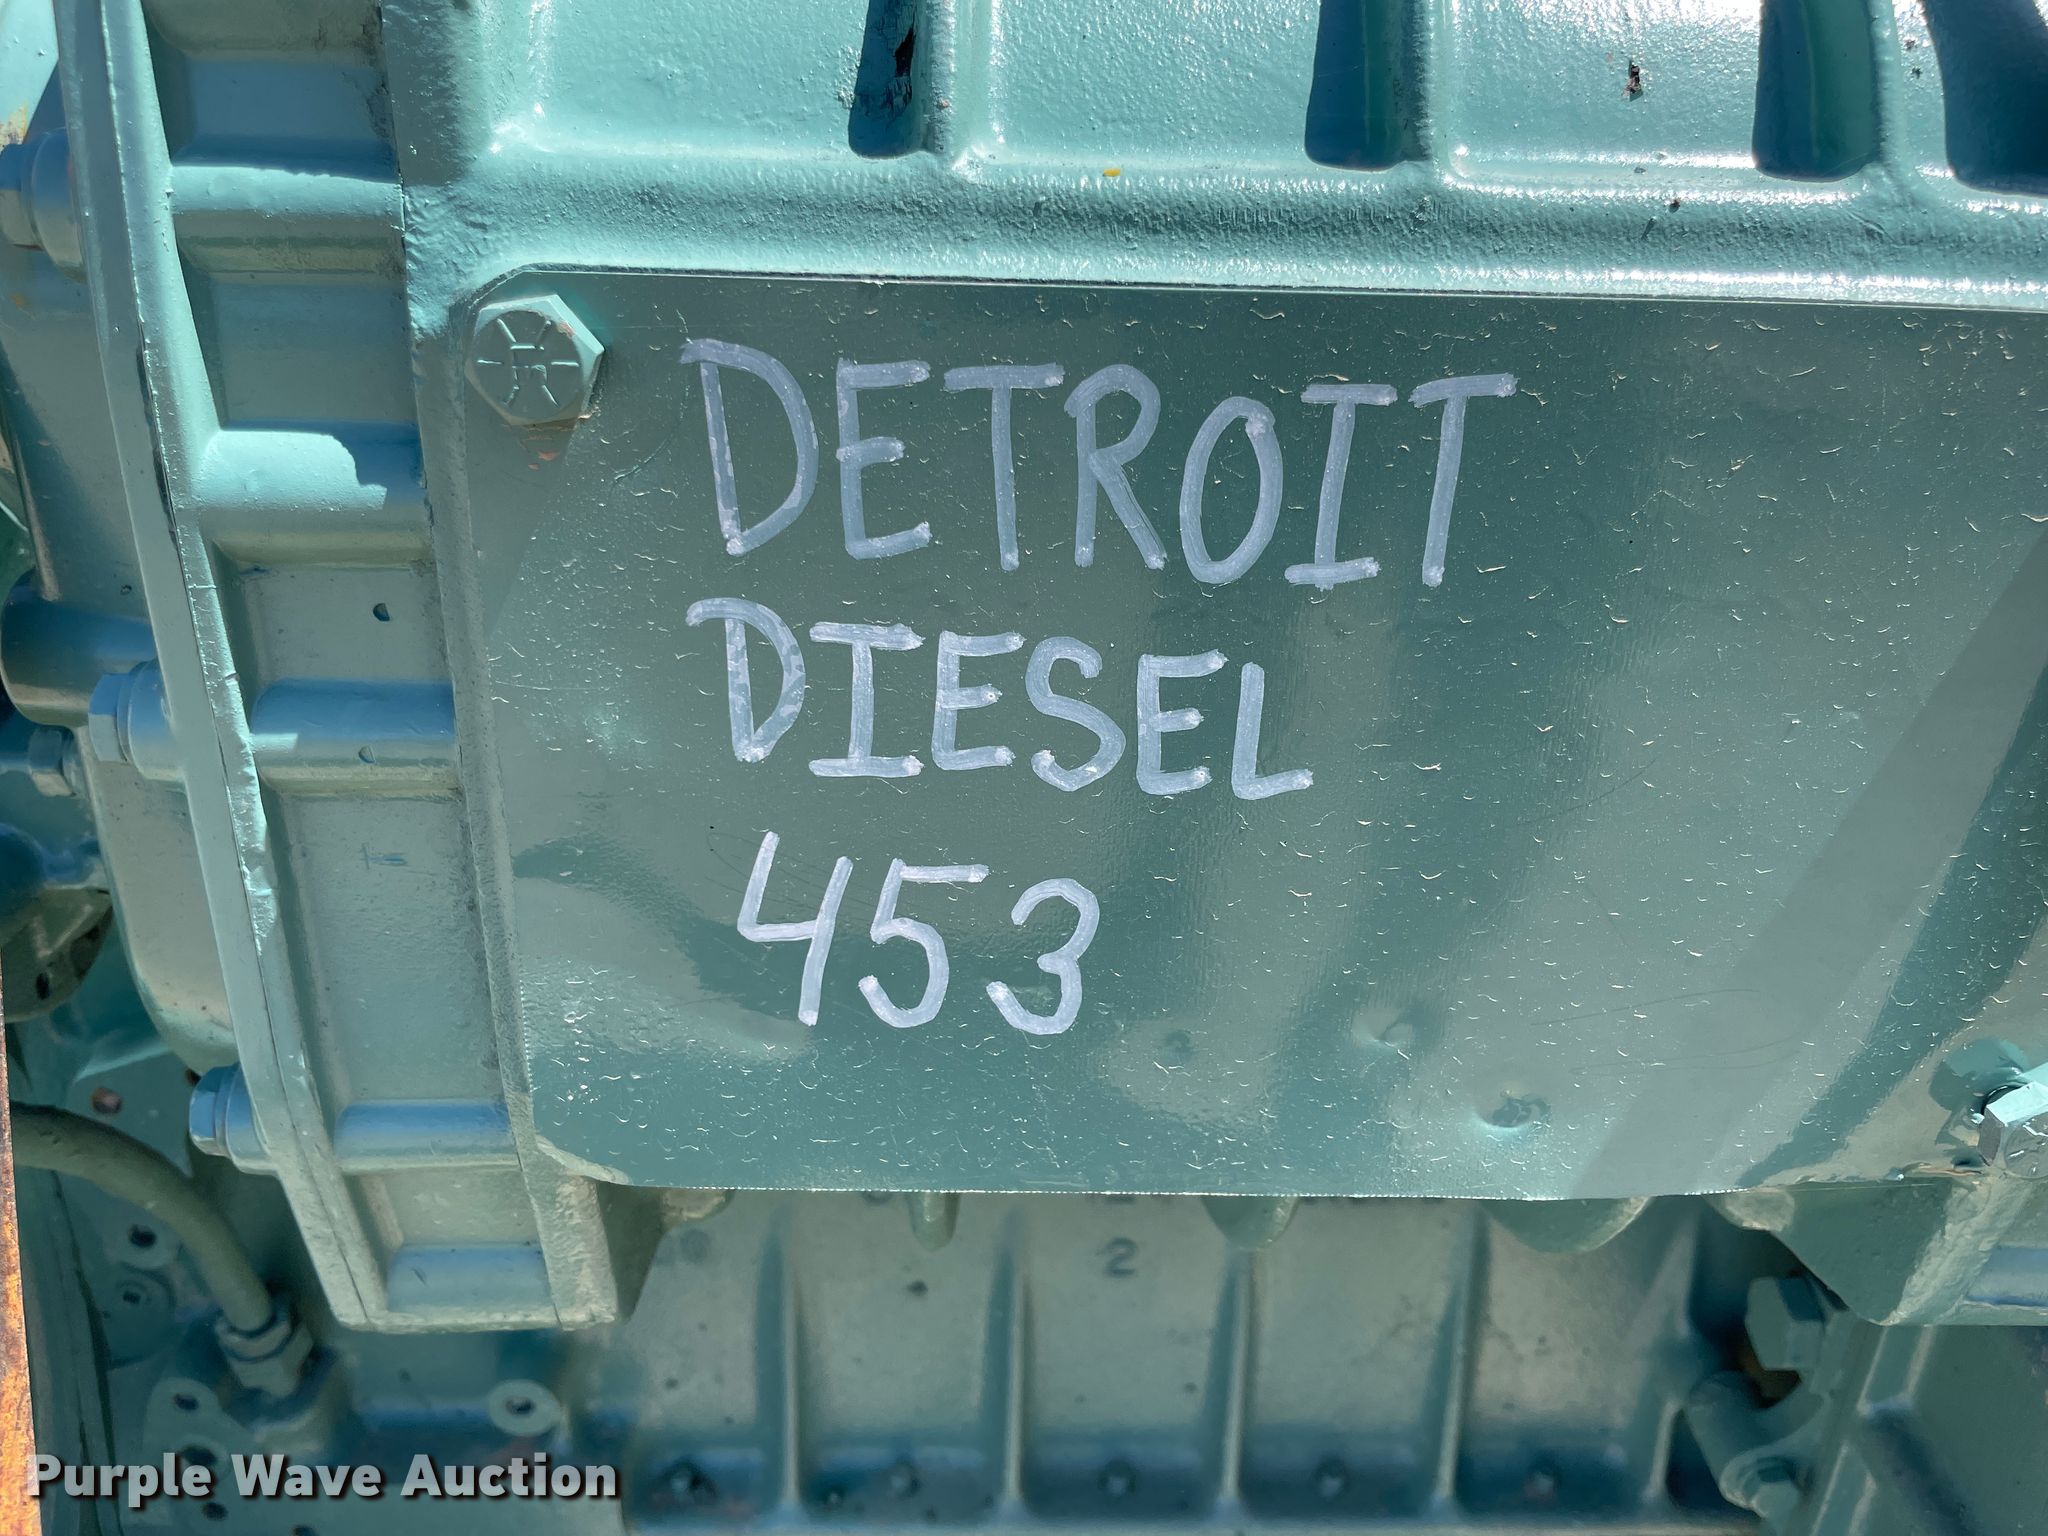 DETROIT
DIESEL
453
2
Purple Wave Auction